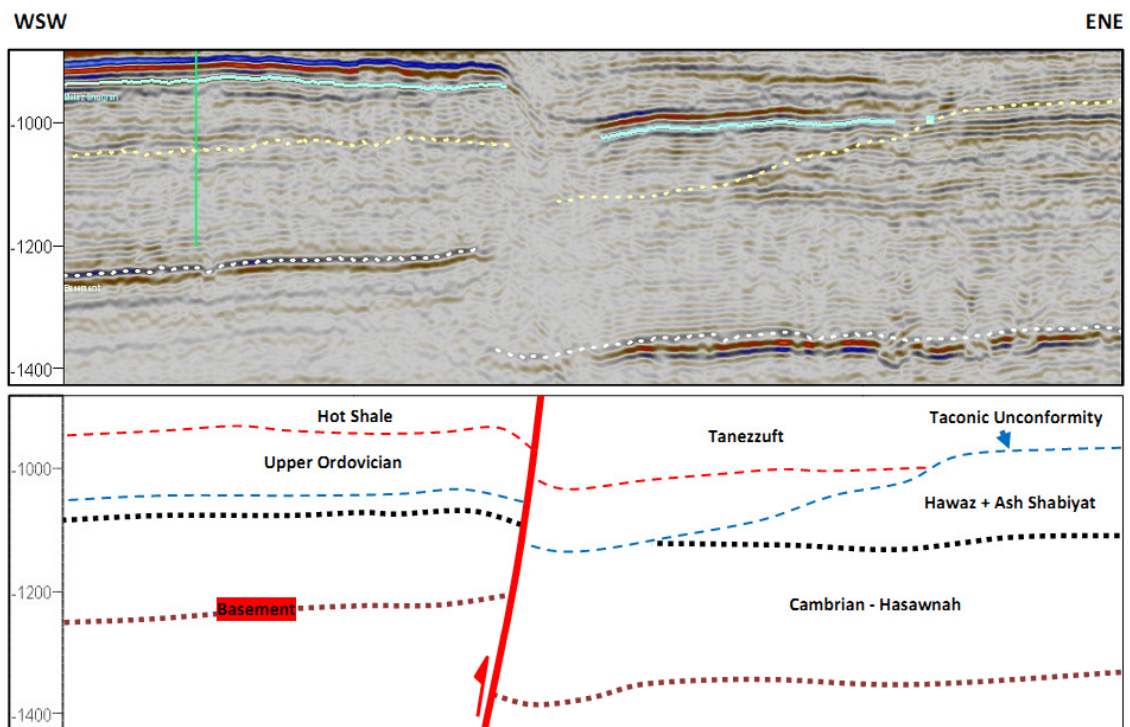 WSW
ENE
-1000
-1200
Basement
-1400
Hot Shale
Taconic Unconformity
Tanezzuft
-1000
Upper Ordovician
Hawaz + Ash Shabiyat
-1200
Basement
Cambrian - Hasawnah
-1400